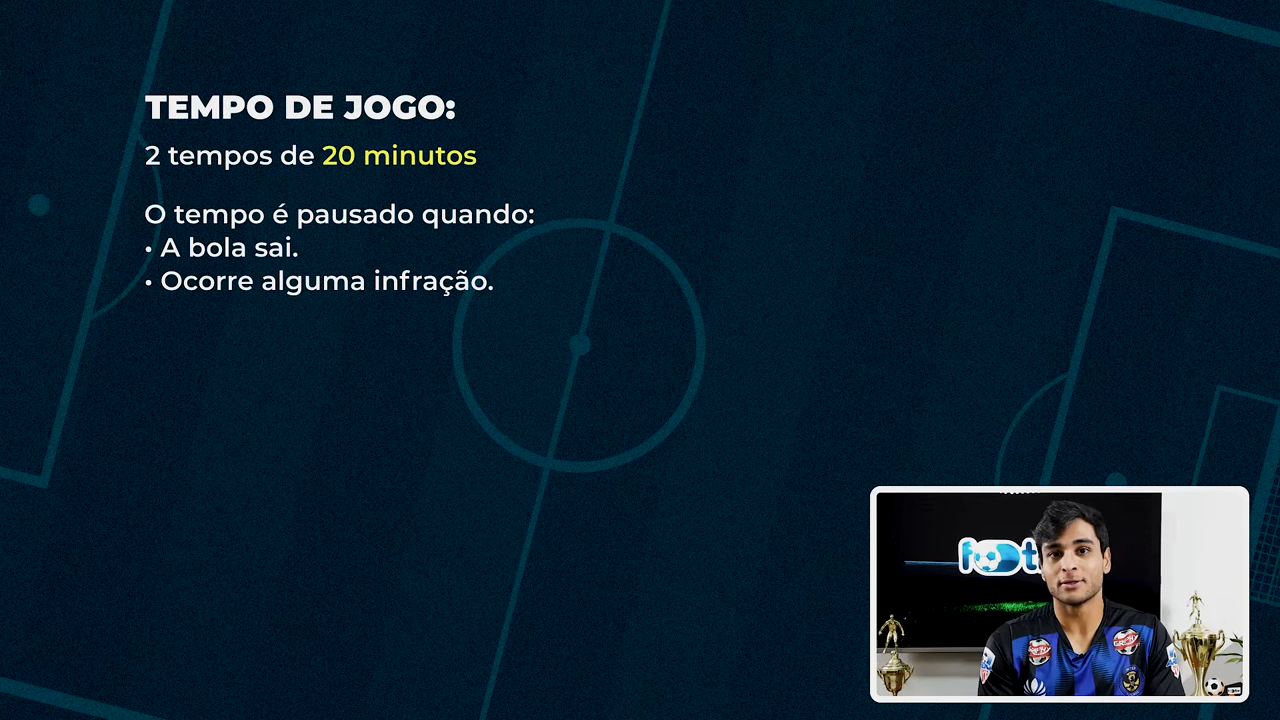 TEMPO DE JOGO:
2 tempos de 20 minutos
O tempo é pausado quando:
• A bola sai.
• Ocorre alguma infração.